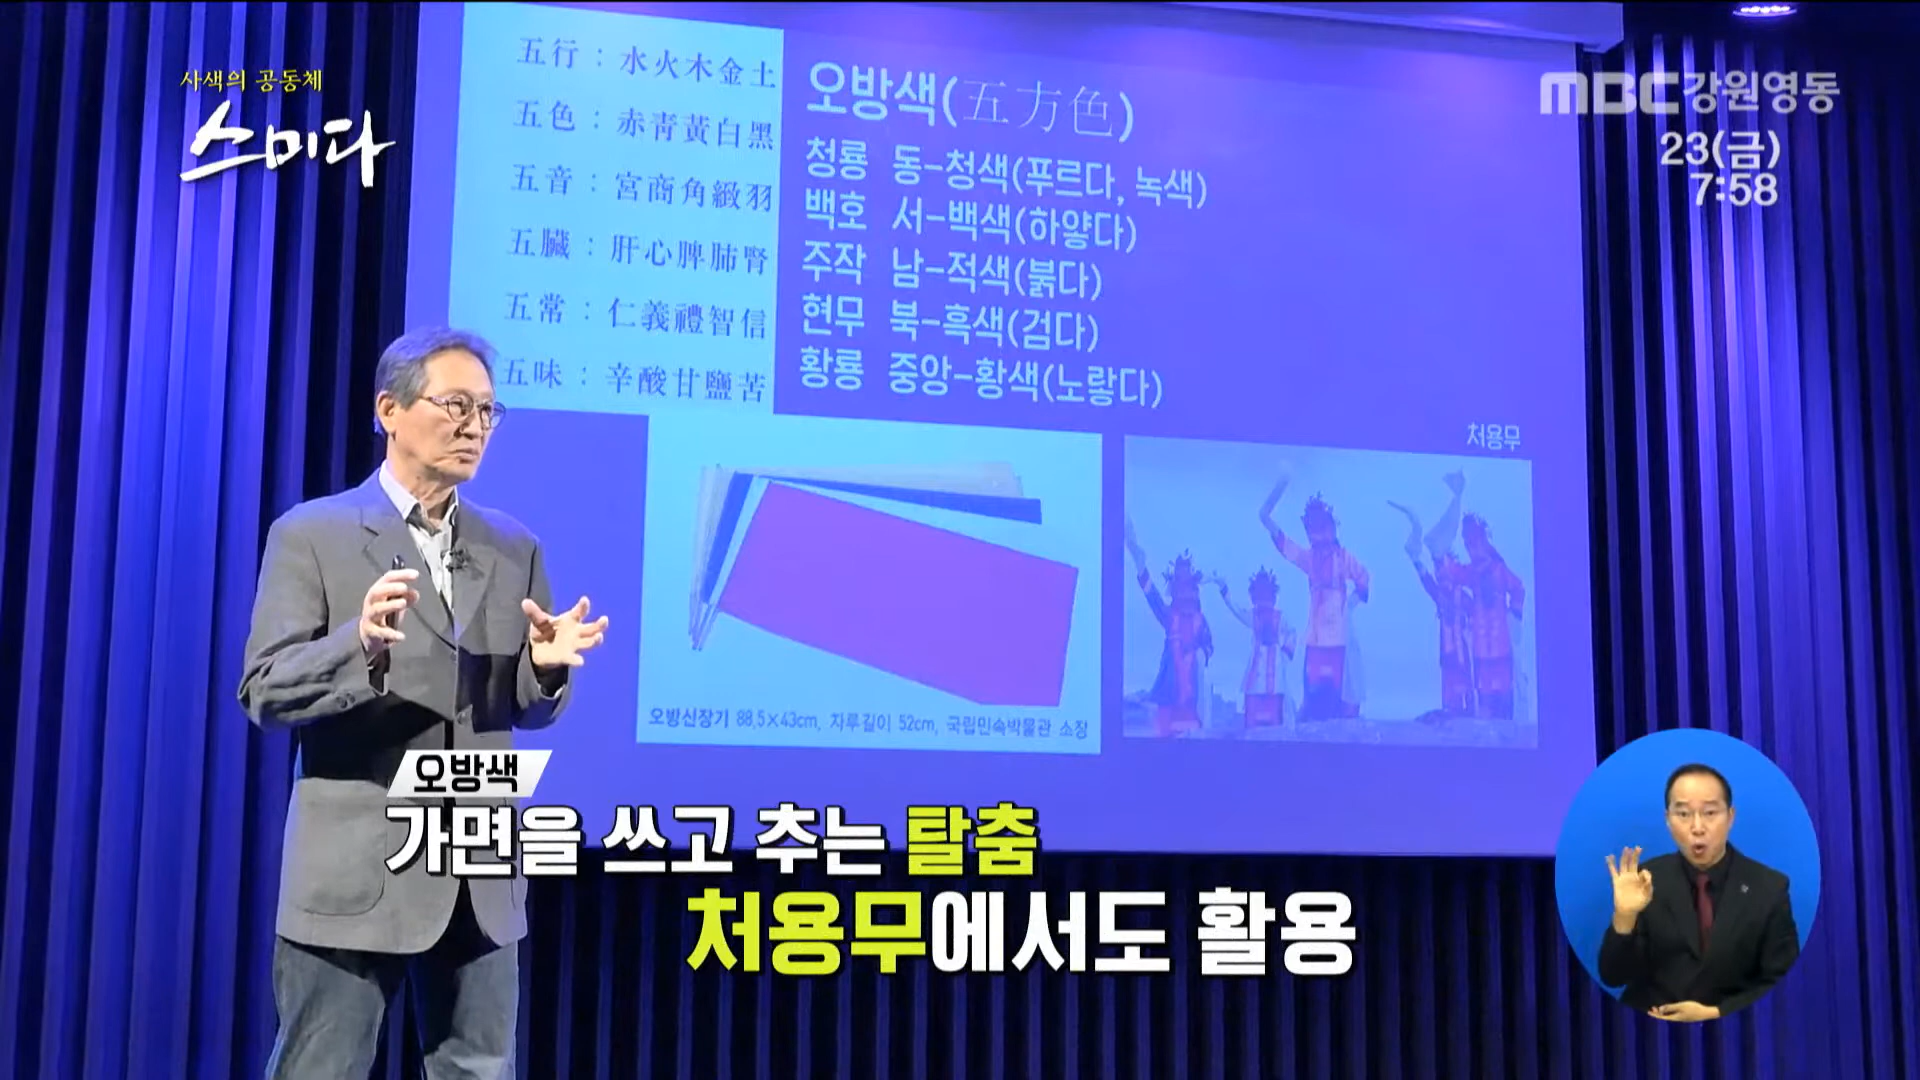 사색의 공동체
스미다
MBC강원영동
23(금)
7:58
五行 : 水火木金土
五色 : 赤靑黃白黑
五音 : 宮商角緻羽
五臟 : 肝心脾肺腎
五常 : 仁義禮智信
五味 : 辛酸甘鹽苦
오방색(五方色)
청룡 동-청색(푸르다, 녹색)
백호 서-백색(하얗다)
주작 남-적색(붉다)
현무 북-흑색(검다)
황룡 중앙-황색(노랗다)
처용무
오방신장기 88.5×43cm, 자루길이 52cm, 국립민속박물관 소장
오방색
가면을 쓰고 추는 탈춤
처용무에서도 활용